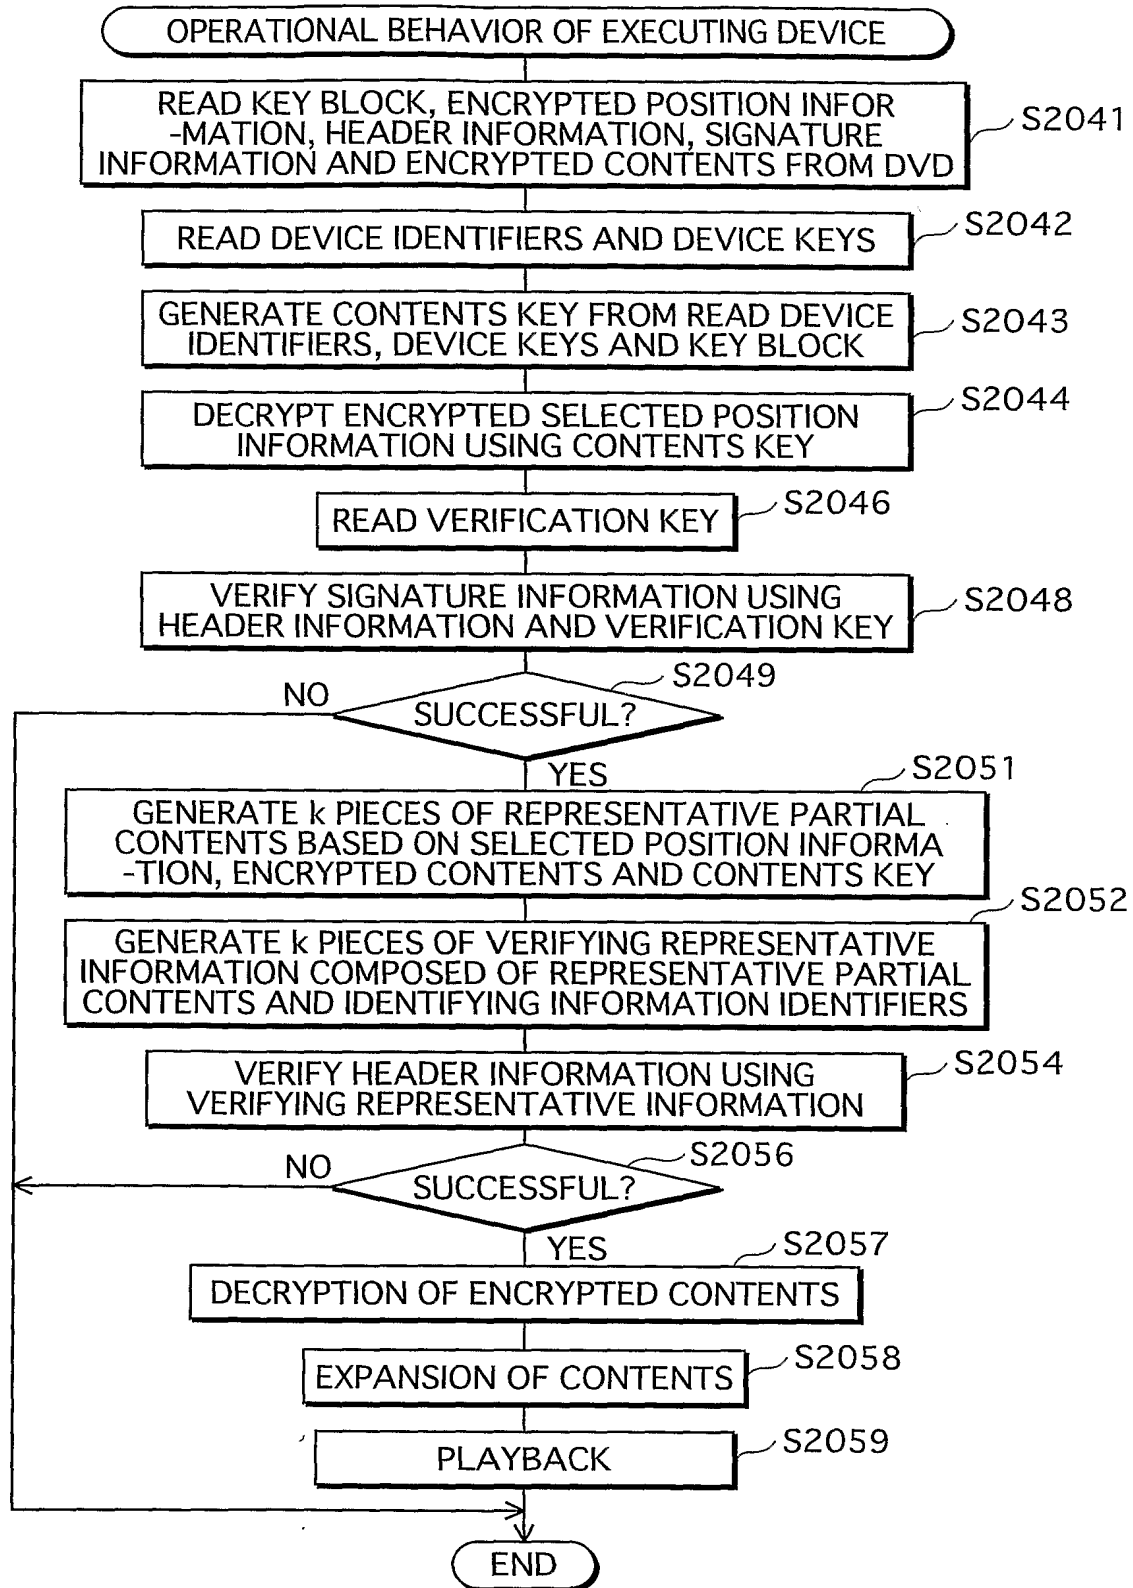 OPERATIONAL BEHAVIOR OF EXECUTING DEVICE
READ KEY BLOCK, ENCRYPTED POSITION INFOR
-MATION, HEADER INFORMATION, SIGNATURE
INFORMATION AND ENCRYPTED CONTENTS FROM DVD
S2041
READ DEVICE IDENTIFIERS AND DEVICE KEYS
S2042
GENERATE CONTENTS KEY FROM READ DEVICE
IDENTIFIERS, DEVICE KEYS AND KEY BLOCK
S2043
DECRYPT ENCRYPTED SELECTED POSITION
INFORMATION USING CONTENTS KEY
S2044
READ VERIFICATION KEY
S2046
VERIFY SIGNATURE INFORMATION USING
HEADER INFORMATION AND VERIFICATION KEY
S2048
SUCCESSFUL?
S2049
NO
YES
GENERATE k PIECES OF REPRESENTATIVE PARTIAL
CONTENTS BASED ON SELECTED POSITION INFORMA
-TION, ENCRYPTED CONTENTS AND CONTENTS KEY
S2051
GENERATE k PIECES OF VERIFYING REPRESENTATIVE
INFORMATION COMPOSED OF REPRESENTATIVE PARTIAL
CONTENTS AND IDENTIFYING INFORMATION IDENTIFIERS
S2052
VERIFY HEADER INFORMATION USING
VERIFYING REPRESENTATIVE INFORMATION
S2054
SUCCESSFUL?
S2056
NO
YES
DECRYPTION OF ENCRYPTED CONTENTS
S2057
EXPANSION OF CONTENTS
S2058
PLAYBACK
S2059
END